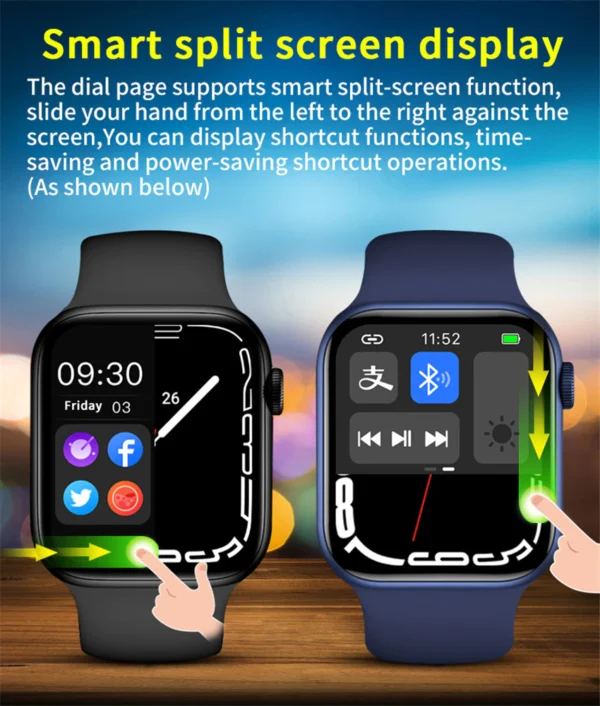 Smart split screen display
The dial page supports smart split-screen function,
slide your hand from the left to the right against the
screen,You can display shortcut functions, time-
saving and power-saving shortcut operations.
(As shown below)
09:30
Friday 03
26
11:52
支